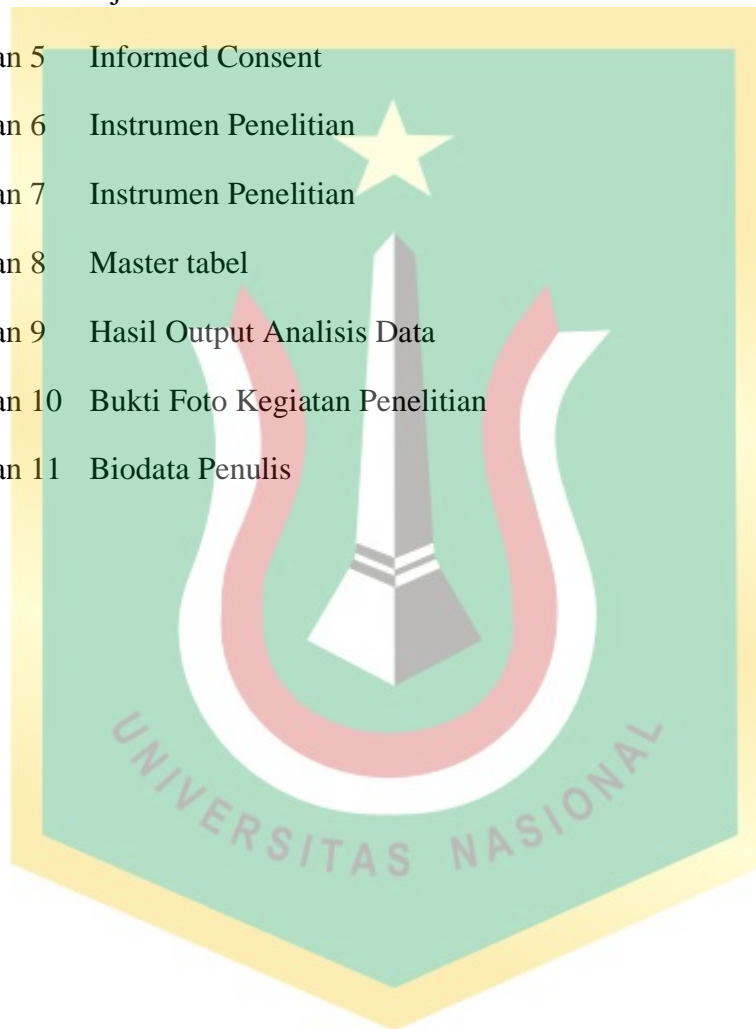 an 5 Informed Consent
an 6 Instrumen Penelitian
an 7 Instrumen Penelitian
an 8 Master tabel
an 9 Hasil Output Analisis Data
an 10 Bukti Foto Kegiatan Penelitian
an 11 Biodata Penulis
UNIVERSITAS NASIONAL